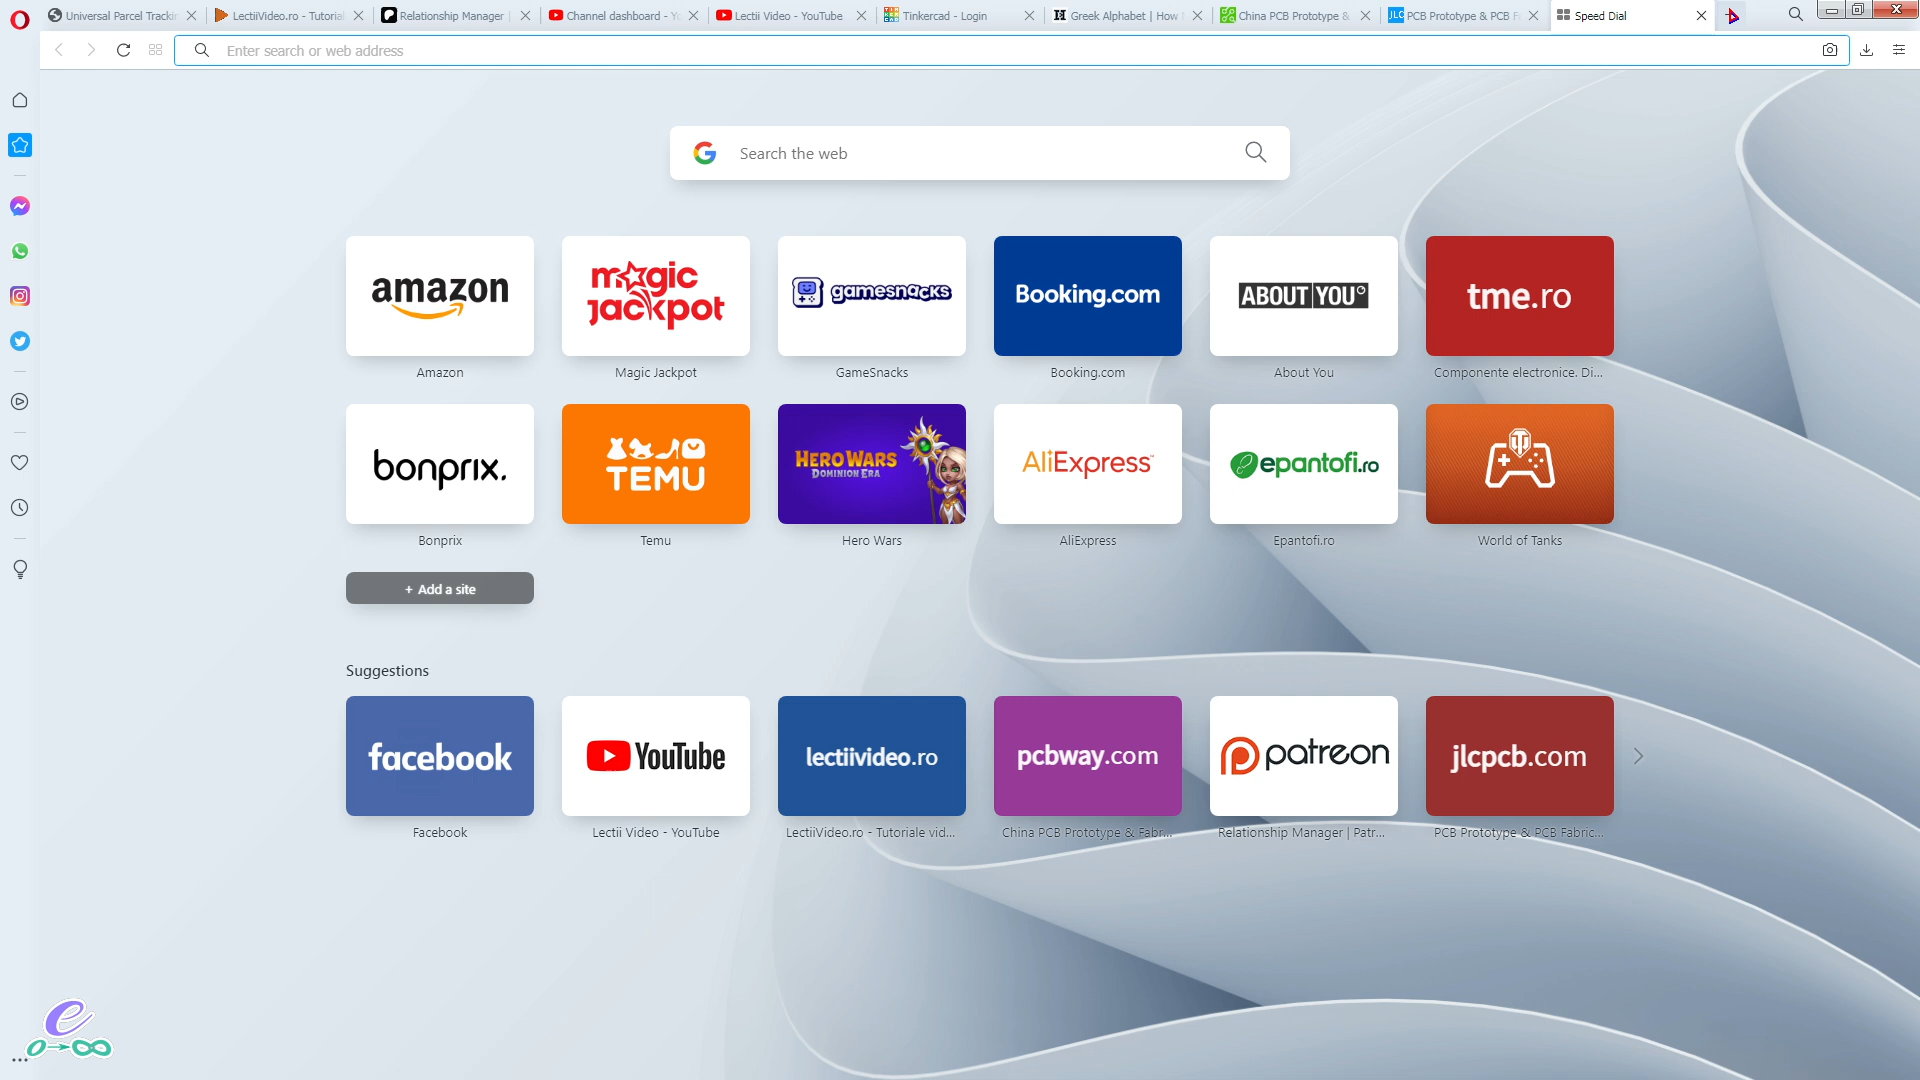 Universal Parcel Trackin
LectiiVideo.ro - Tutorial
Relationship Manager
Channel dashboard - Yo
Lectii Video - YouTube
Tinkercad - Login
Greek Alphabet | How
China PCB Prototype &
JLC PCB Prototype & PCB F
Speed Dial
Enter search or web address
Search the web
amazon
magic jackpot
gamesnacks
Booking.com
ABOUT YOU
tme.ro
Amazon
Magic Jackpot
GameSnacks
Booking.com
About You
Componente electronice. Di...
bonprix.
TEMU
HERO WARS
DOMINION ERA
AliExpress
epantofi.ro
Bonprix
Temu
Hero Wars
AliExpress
Epantofi.ro
World of Tanks
+ Add a site
Suggestions
facebook
YouTube
lectiivideo.ro
pcbway.com
patreon
jlcpcb.com
Facebook
Lectii Video - YouTube
LectiiVideo.ro - Tutoriale vid...
China PCB Prototype & Fabr...
Relationship Manager | Patr...
PCB Prototype & PCB Fabric...
e